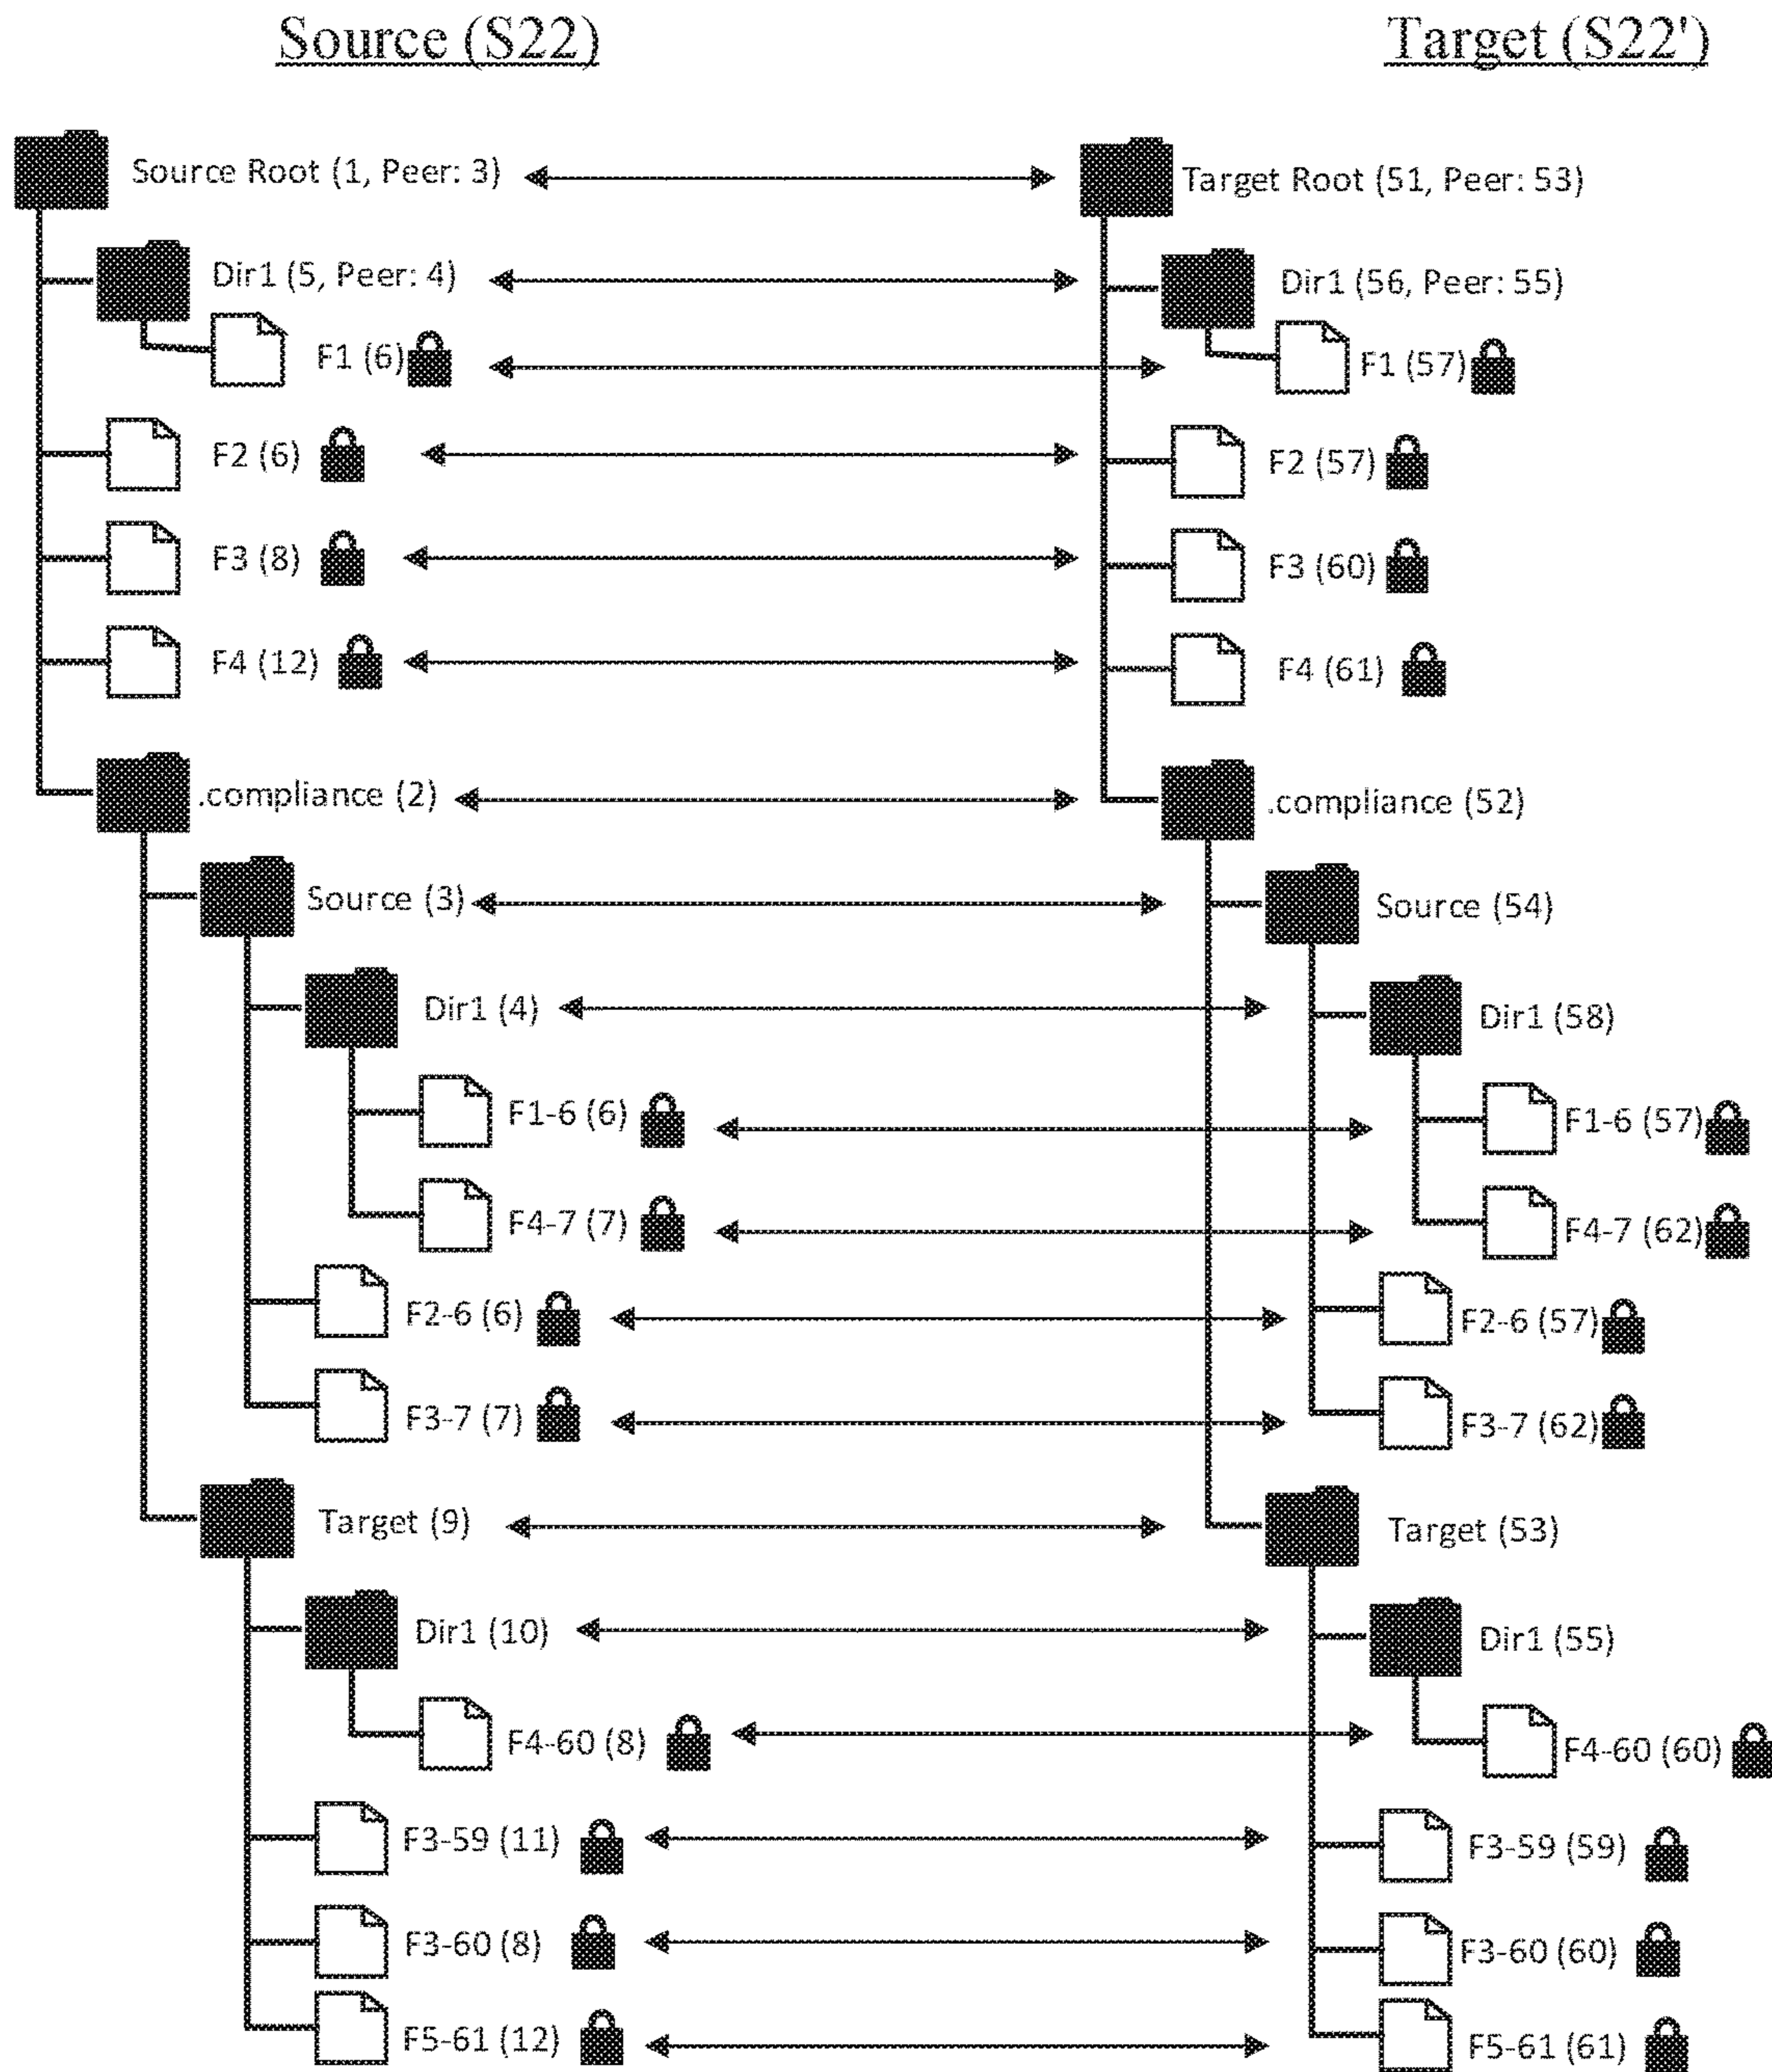 Source (S22)
Target (S22')
Source Root (1, Peer: 3)
Target Root (51, Peer: 53)
Dir1 (5, Peer: 4)
Dir1 (56, Peer: 55)
F1 (6)
F1 (57)
F2 (6)
F2 (57)
F3 (8)
F3 (60)
F4 (12)
F4 (61)
.compliance (2)
.compliance (52)
Source (3)
Source (54)
Dir1 (4)
Dir1 (58)
F1-6 (6)
F1-6 (57)
F4-7 (7)
F4-7 (62)
F2-6 (6)
F2-6 (57)
F3-7 (7)
F3-7 (62)
Target (9)
Target (53)
Dir1 (10)
Dir1 (55)
F4-60 (8)
F4-60 (60)
F3-59 (11)
F3-59 (59)
F3-60 (8)
F3-60 (60)
F5-61 (12)
F5-61 (61)